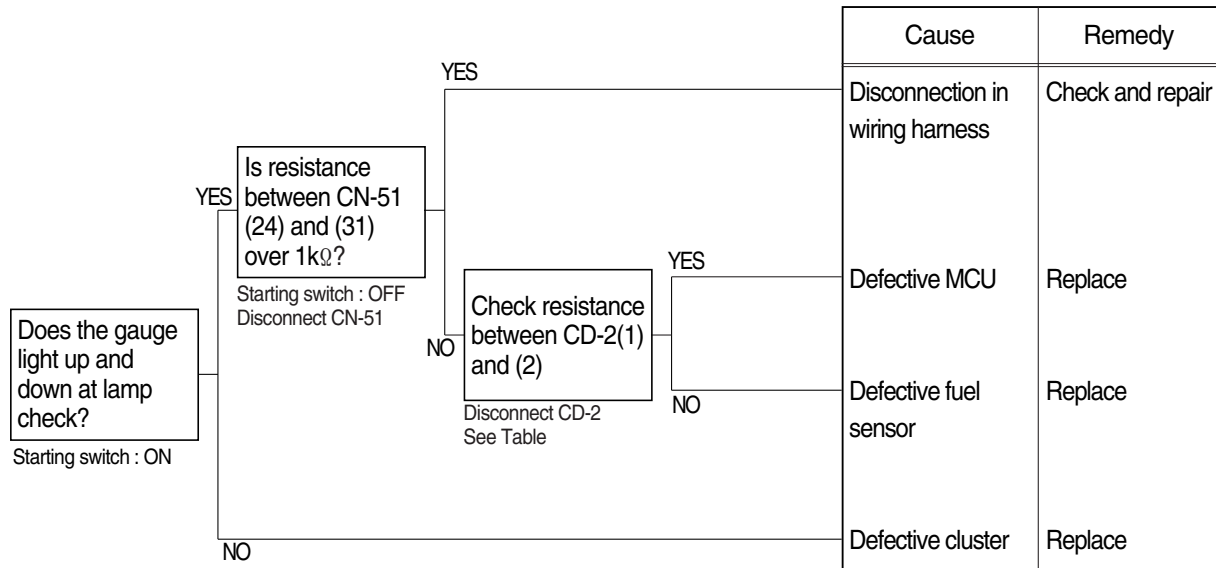 Cause
Remedy
YES
Disconnection in
wiring harness
Check and repair
YES
Is resistance
between CN-51
(24) and (31)
over 1kΩ?
Starting switch : OFF
Disconnect CN-51
YES
Defective MCU
Replace
NO
Check resistance
between CD-2(1)
and (2)
Disconnect CD-2
See Table
NO
Defective fuel
sensor
Replace
Does the gauge
light up and
down at lamp
check?
Starting switch : ON
NO
Defective cluster
Replace